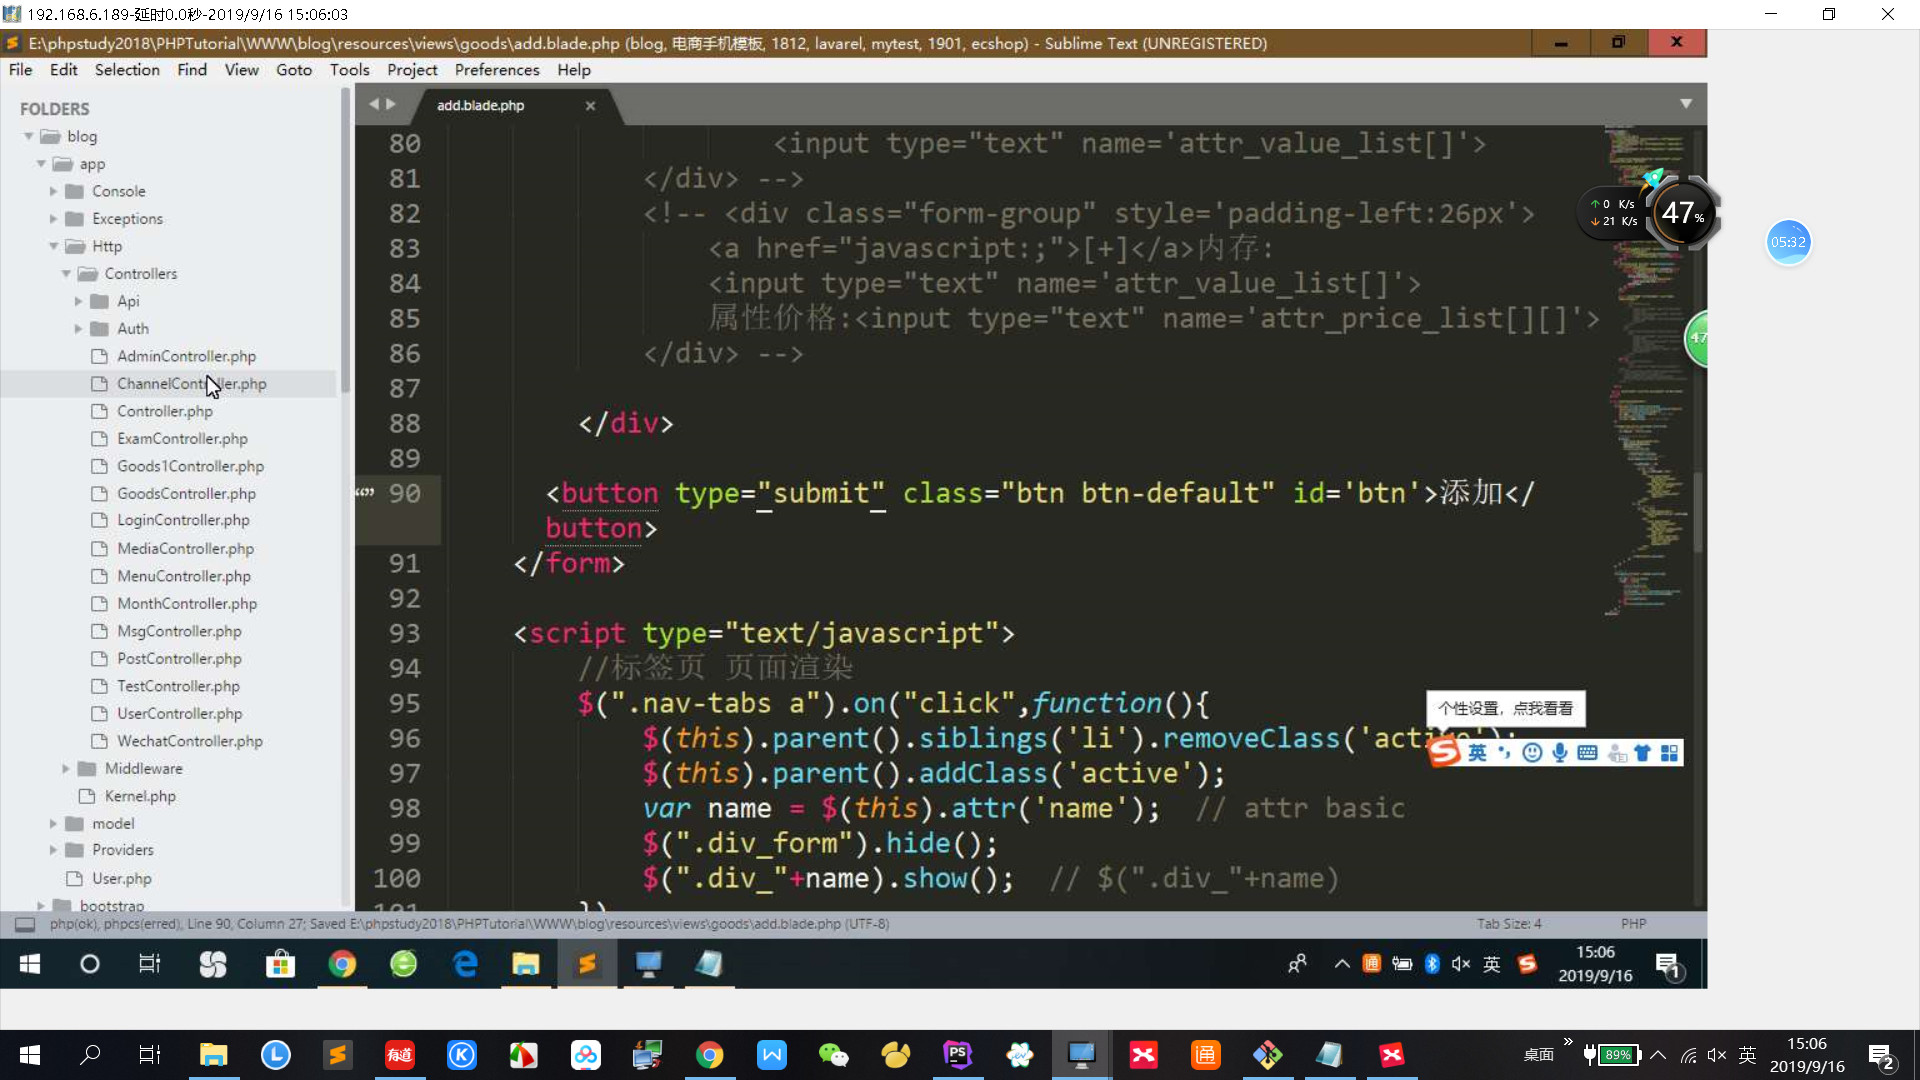 192.168.6.189-延时0.0秒-2019/9/16 15:06:03
E:\phpstudy2018\PHPTutorial\WWW\blog\resources\views\goods\add.blade.php (blog, 电商手机模板, 1812, lavarel, mytest, 1901, ecshop) - Sublime Text (UNREGISTERED)
File Edit Selection Find View Goto Tools Project Preferences Help
FOLDERS
blog
app
Console
Exceptions
Http
Controllers
Api
Auth
AdminController.php
ChannelController.php
Controller.php
ExamController.php
Goods1Controller.php
GoodsController.php
LoginController.php
MediaController.php
MenuController.php
MonthController.php
MsgController.php
PostController.php
TestController.php
UserController.php
WechatController.php
Middleware
Kernel.php
model
Providers
User.php
bootstrap
add.blade.php
80 <input type="text" name='attr_value_list[]'>
81 </div> -->
82 <!-- <div class="form-group" style='padding-left:26px'>
83 <a href="javascript:;">[+]</a>内存:
84 <input type="text" name='attr_value_list[]'>
85 属性价格:<input type="text" name='attr_price_list[][]'>
86 </div> -->
87
88 </div>
89
90 <button type="submit" class="btn btn-default" id='btn'>添加</
button>
91 </form>
92
93 <script type="text/javascript">
94 //标签页 页面渲染
95 $(".nav-tabs a").on("click",function(){
96 $(this).parent().siblings('li').removeClass('active');
97 $(this).parent().addClass('active');
98 var name = $(this).attr('name'); // attr basic
99 $(".div_form").hide();
100 $(".div_"+name).show(); // $(".div_"+name)
101 })
0 K/s
21 K/s
47%
05:32
47
个性设置，点我看看
英
php(ok), phpcs(erred), Line 90, Column 27; Saved E:\phpstudy2018\PHPTutorial\WWW\blog\resources\views\goods\add.blade.php (UTF-8)
Tab Size: 4
PHP
通
英
15:06
2019/9/16
1
有道
PS
通
桌面
89%
英
15:06
2019/9/16
2